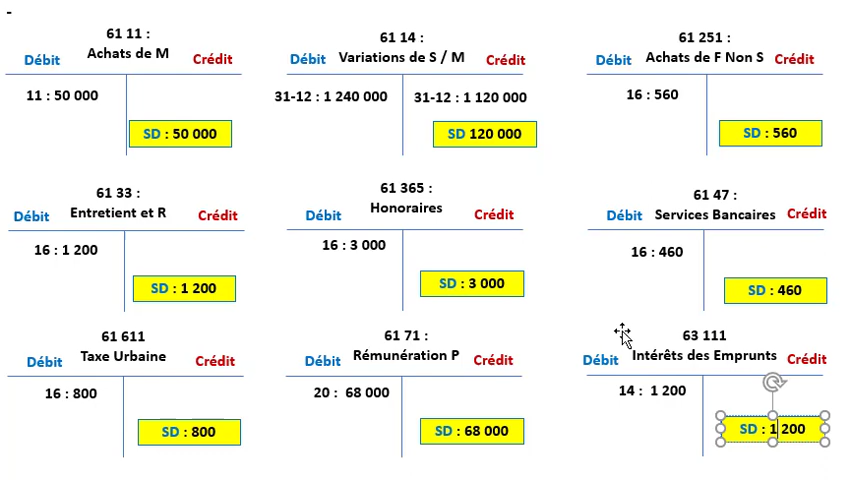 -
61 11 :
Achats de M
Débit
Crédit
11 : 50 000
SD : 50 000
61 14 :
Variations de S / M
Débit
Crédit
31-12 : 1 240 000
31-12 : 1 120 000
SD 120 000
61 251 :
Achats de F Non S
Débit
Crédit
16 : 560
SD : 560
61 33 :
Entretient et R
Débit
Crédit
16 : 1 200
SD : 1 200
61 365 :
Honoraires
Débit
Crédit
16 : 3 000
SD : 3 000
61 47 :
Services Bancaires
Débit
Crédit
16 : 460
SD : 460
61 611
Taxe Urbaine
Débit
Crédit
16 : 800
SD : 800
61 71 :
Rémunération P
Débit
Crédit
20 : 68 000
SD : 68 000
63 111
Intérêts des Emprunts
Débit
Crédit
14 : 1 200
SD : 1 200